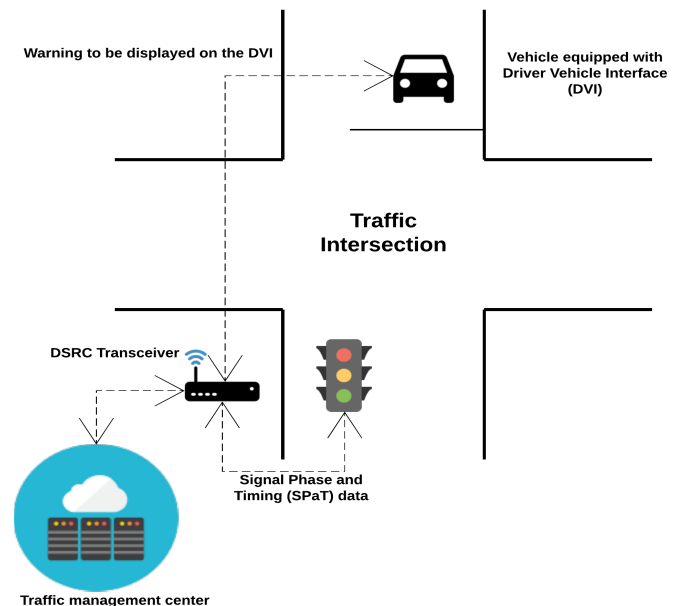 Warning to be displayed on the DVI
Vehicle equipped with
Driver Vehicle Interface
(DVI)
Traffic
Intersection
DSRC Transceiver
Signal Phase and
Timing (SPaT) data
Traffic management center